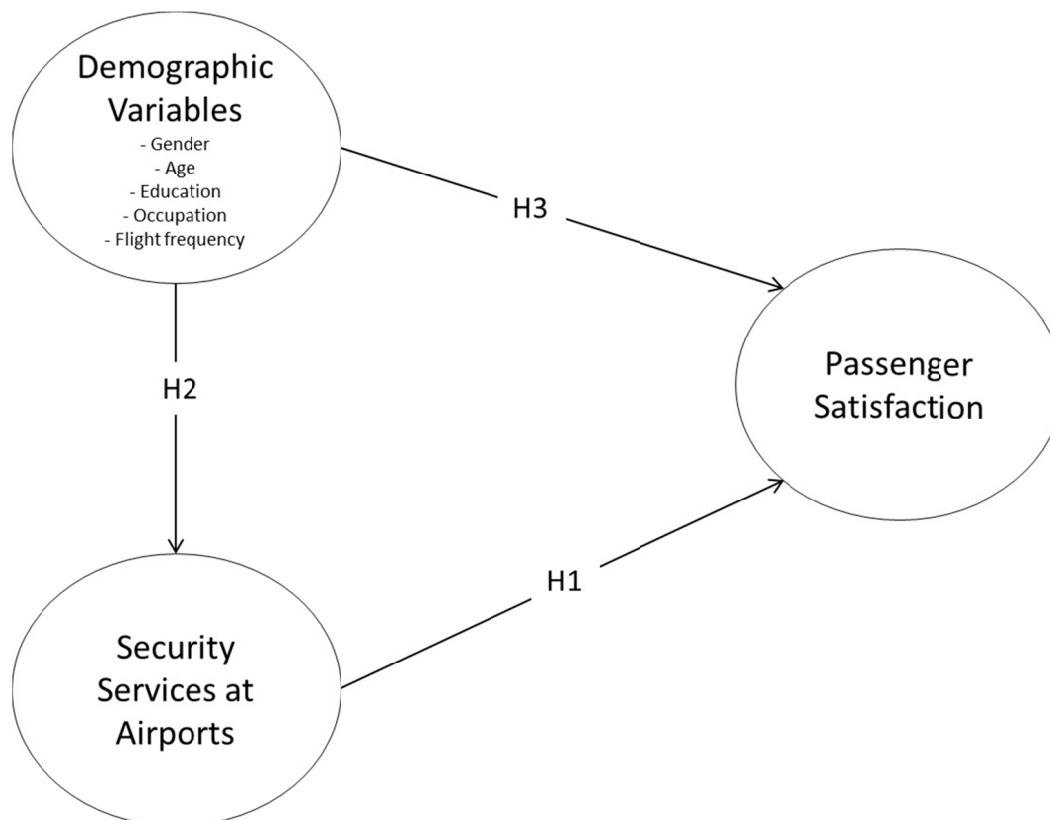 Demographic
Variables
- Gender
- Age
- Education
- Occupation
- Flight frequency
H3
Passenger
Satisfaction
H2
H1
Security
Services at
Airports